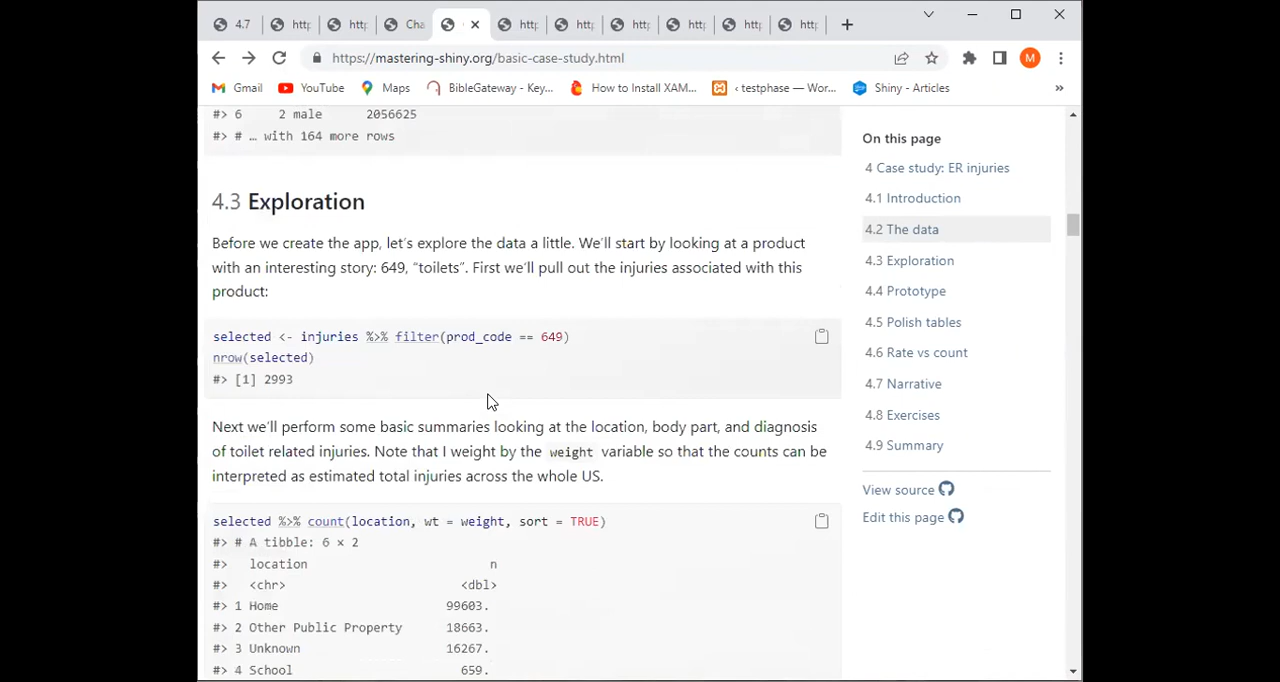 4.7
http
http
Cha
http
http
http
http
http
http
https://mastering-shiny.org/basic-case-study.html
M
Gmail
YouTube
Maps
BibleGateway - Key...
How to Install XAM...
‹ testphase — Wor...
Shiny - Articles
»
#> 6     2 male     2056625
#> # … with 164 more rows
4.3 Exploration
Before we create the app, let's explore the data a little. We'll start by looking at a product
with an interesting story: 649, "toilets". First we'll pull out the injuries associated with this
product:
selected <- injuries %>% filter(prod_code == 649)
nrow(selected)
#> [1] 2993
Next we'll perform some basic summaries looking at the location, body part, and diagnosis
of toilet related injuries. Note that I weight by the weight variable so that the counts can be
interpreted as estimated total injuries across the whole US.
selected %>% count(location, wt = weight, sort = TRUE)
#> # A tibble: 6 × 2
#>   location                n
#>   <chr>               <dbl>
#> 1 Home               99603.
#> 2 Other Public Property   18663.
#> 3 Unknown            16267.
#> 4 School               659.
On this page
4 Case study: ER injuries
4.1 Introduction
4.2 The data
4.3 Exploration
4.4 Prototype
4.5 Polish tables
4.6 Rate vs count
4.7 Narrative
4.8 Exercises
4.9 Summary
View source
Edit this page